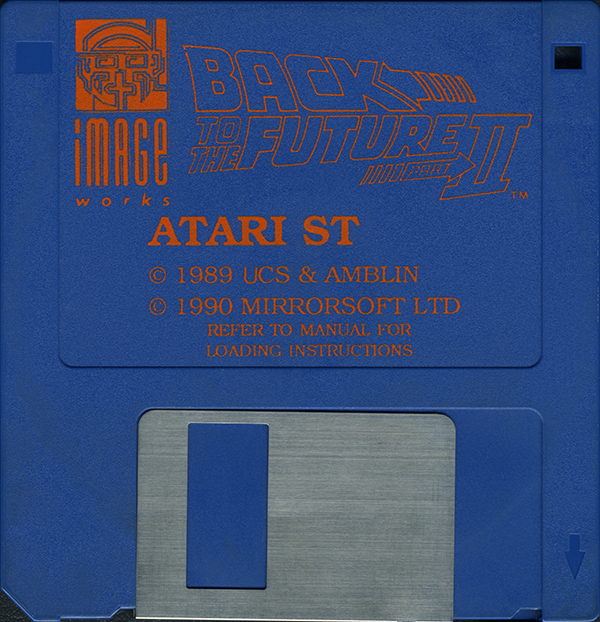 iMAGE
works
BACK
TO THE FUTURE II
PART
™
ATARI ST
© 1989 UCS & AMBLIN
© 1990 MIRRORSOFT LTD
REFER TO MANUAL FOR
LOADING INSTRUCTIONS